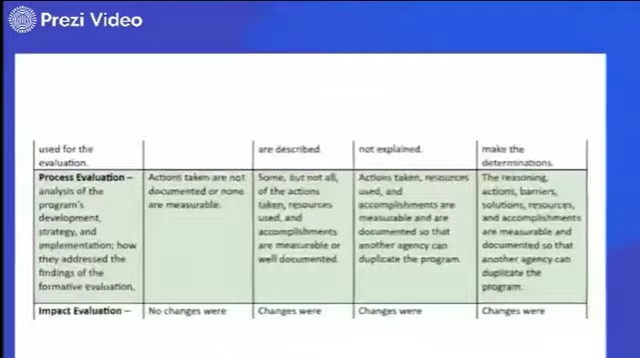 Prezi Video
used for the
evaluation.
are described.
not explained.
make the
determinations.
Process Evaluation –
analysis of the
program's
development,
strategy, and
implementation; how
they addressed the
findings of the
formative evaluation.
Actions taken are not
documented or none
are measurable.
Some, but not all,
of the actions
taken, resources
used, and
accomplishments
are measurable or
well documented.
Actions taken, resources
used, and
accomplishments are
measurable and are
documented so that
another agency can
duplicate the program.
The reasoning,
actions, barriers,
solutions, resources,
and accomplishments
are measurable and
documented so that
another agency can
duplicate the
program.
Impact Evaluation –
No changes were
Changes were
Changes were
Changes were